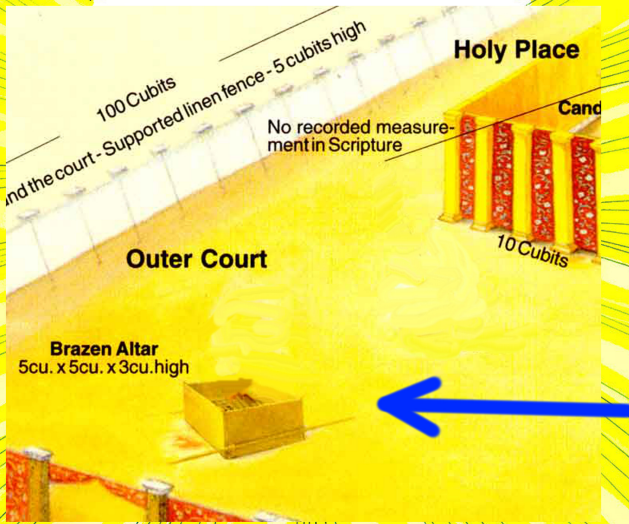 100 Cubits
nd the court - Supported linen fence - 5 cubits high
Holy Place
Cand
No recorded measure-
ment in Scripture
10 Cubits
Outer Court
Brazen Altar
5cu. x 5cu. x 3cu.high